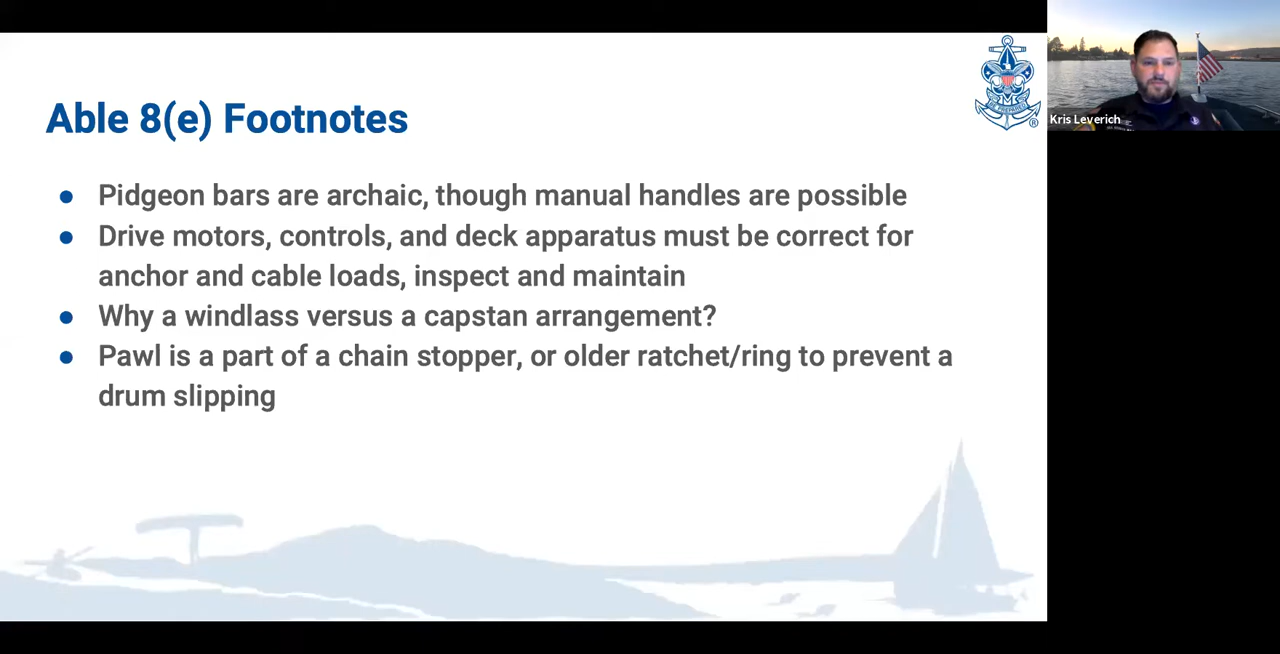 Able 8(e) Footnotes
● Pidgeon bars are archaic, though manual handles are possible
● Drive motors, controls, and deck apparatus must be correct for
anchor and cable loads, inspect and maintain
● Why a windlass versus a capstan arrangement?
● Pawl is a part of a chain stopper, or older ratchet/ring to prevent a
drum slipping
BE PREPARED
®
Kris Leverich